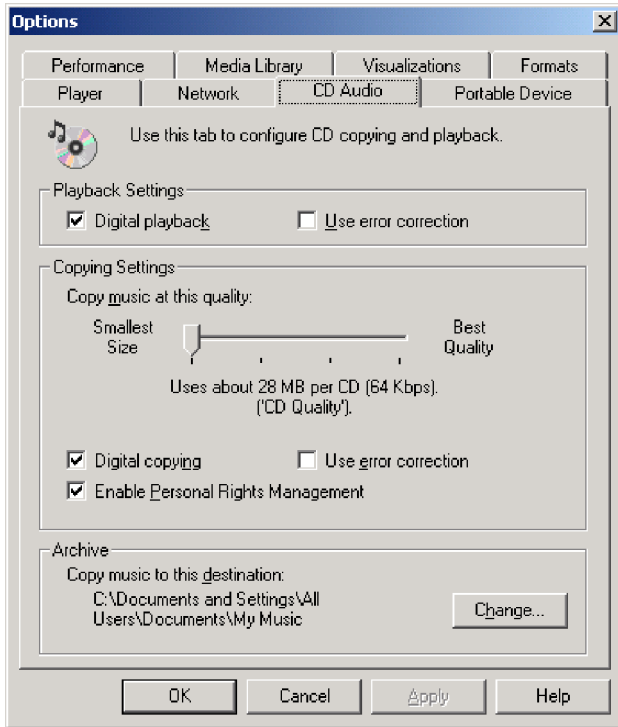 Options
Performance Media Library Visualizations Formats
Player Network CD Audio Portable Device
Use this tab to configure CD copying and playback.
Playback Settings
Digital playback Use error correction
Copying Settings
Copy music at this quality:
Smallest Best
Size Quality
Uses about 28 MB per CD (64 Kbps).
('CD Quality').
Digital copying Use error correction
Enable Personal Rights Management
Archive
Copy music to this destination:
C:\Documents and Settings\All
Users\Documents\My Music
Change...
OK Cancel Apply Help